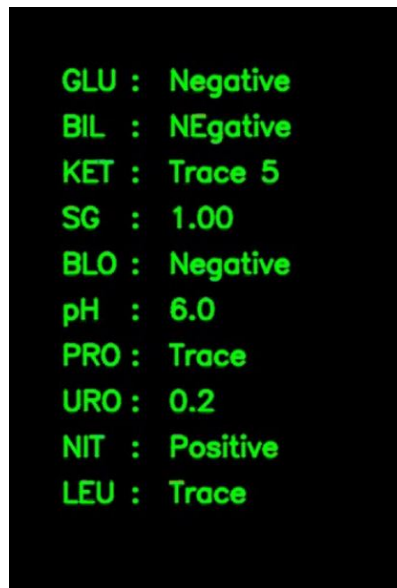 GLU : Negative
BIL : NEgative
KET : Trace 5
SG : 1.00
BLO : Negative
pH : 6.0
PRO : Trace
URO : 0.2
NIT : Positive
LEU : Trace